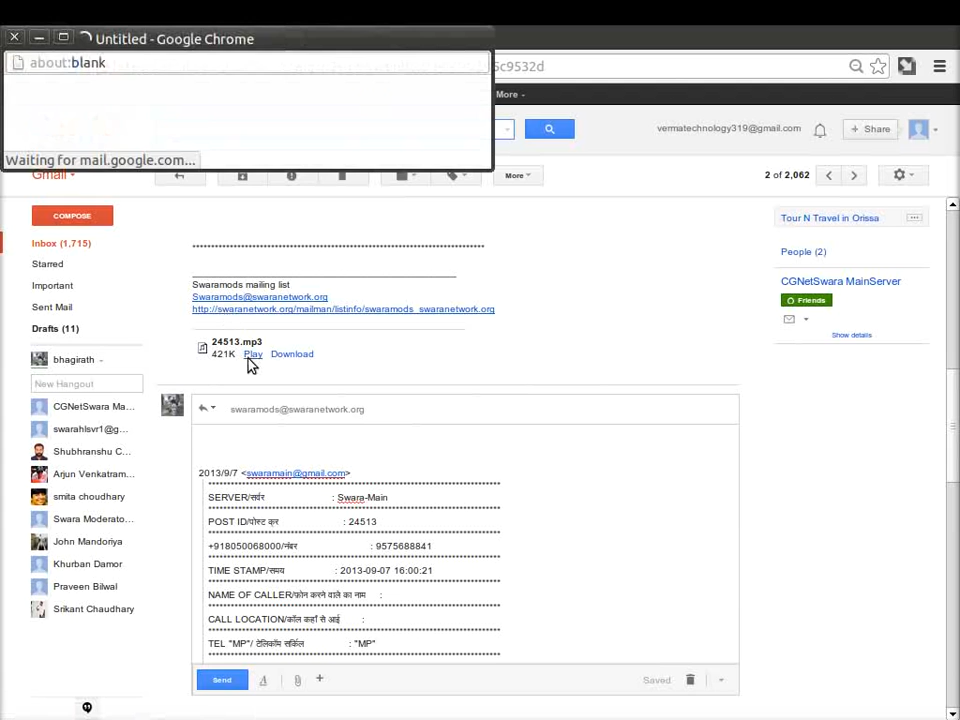 Untitled - Google Chrome
about:blank
5c9532d
More
Waiting for mail.google.com...
vermatechnology319@gmail.com
+ Share
Gmail
More
2 of 2,062
COMPOSE
Inbox (1,715)
Starred
Important
Sent Mail
Drafts (11)
bhagirath
New Hangout
CGNetSwara Ma...
swarahlsvr1@g...
Shubhranshu C...
Arjun Venkatram...
smita choudhary
Swara Moderato...
John Mandoriya
Khurban Damor
Praveen Bilwal
Srikant Chaudhary
Swaramods mailing list
Swaramods@swaranetwork.org
http://swaranetwork.org/mailman/listinfo/swaramods_swaranetwork.org
24513.mp3
421K Play Download
swaramods@swaranetwork.org
2013/9/7 <swaramain@gmail.com>
SERVER/सर्वर : Swara-Main
POST ID/पोस्ट क्र : 24513
+918050068000/नंबर : 9575688841
TIME STAMP/समय : 2013-09-07 16:00:21
NAME OF CALLER/फ़ोन करने वाले का नाम :
CALL LOCATION/कॉल कहाँ से आई :
TEL "MP"/ टेलिकॉम सर्किल : "MP"
Send
Saved
Tour N Travel in Orissa
People (2)
CGNetSwara MainServer
Friends
Show details